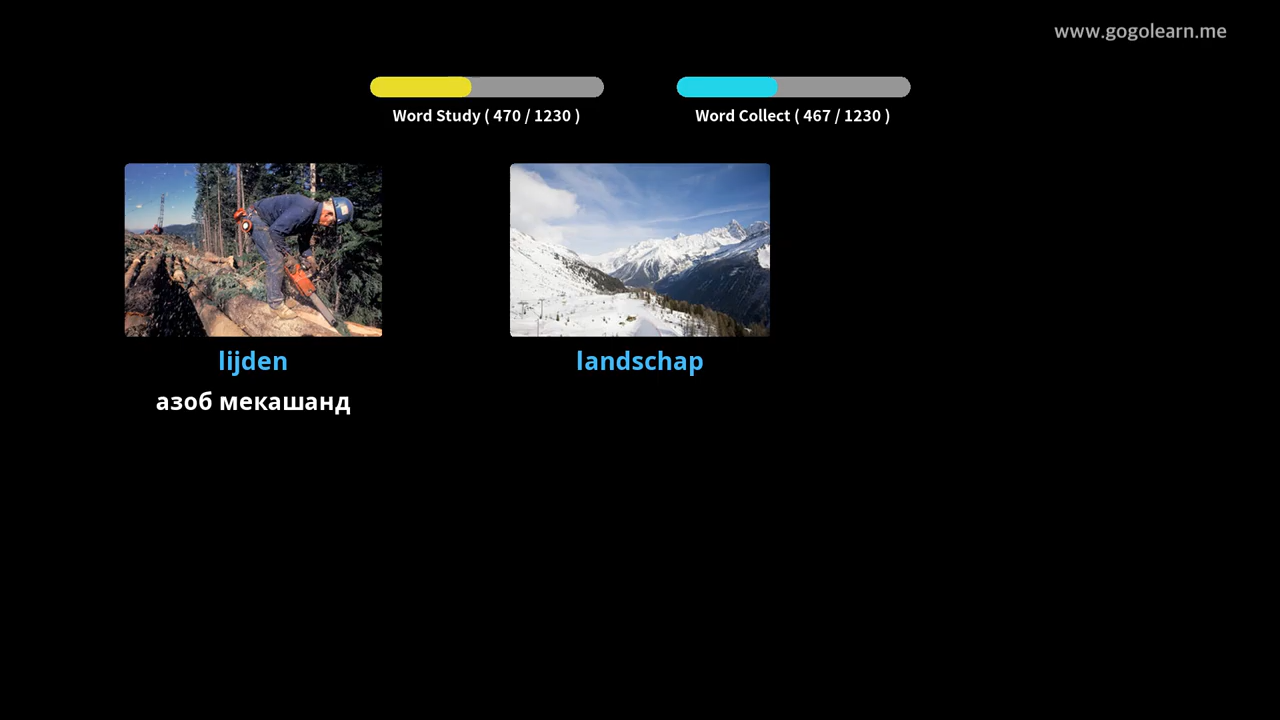 www.gogolearn.me
Word Study ( 470 / 1230 )
Word Collect ( 467 / 1230 )
lijden
азоб мекашанд
landschap